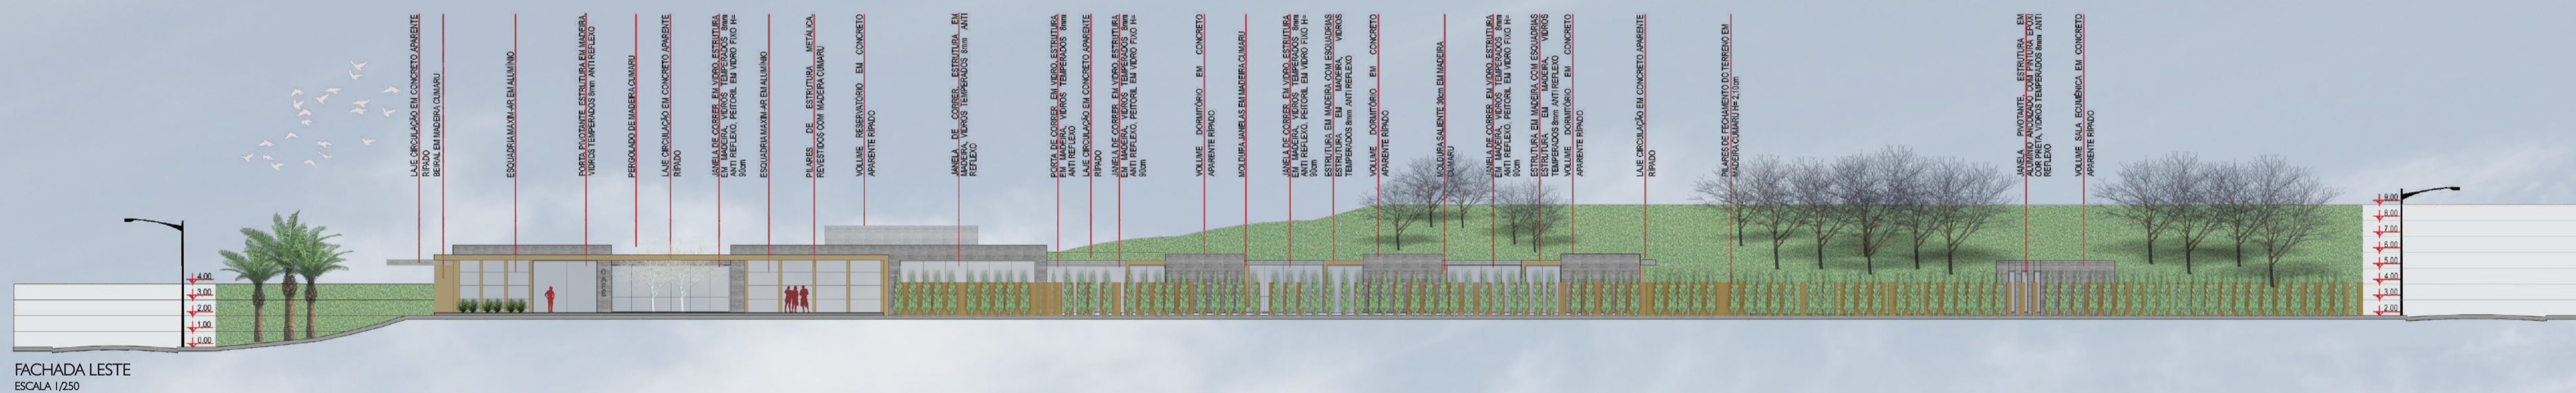 LAJE CIRCULAÇÃO EM CONCRETO APARENTE
RIPADO
BEIRAL EM MADEIRA CUMARU
ESQUADRIA MAXIM-AR EM ALUMÍNIO
PORTA PIVOTANTE, ESTRUTURA EM MADEIRA,
VIDROS TEMPERADOS 8mm ANTI REFLEXO
PERGOLADO DE MADEIRA CUMARU
LAJE CIRCULAÇÃO EM CONCRETO APARENTE
RIPADO
JANELA DE CORRER EM VIDRO, ESTRUTURA
EM MADEIRA, VIDROS TEMPERADOS 8mm
ANTI REFLEXO, PEITORIL EM VIDRO FIXO H=
90cm
ESQUADRIA MAXIM-AR EM ALUMÍNIO
PILARES DE ESTRUTURA METÁLICA,
REVESTIDOS COM MADEIRA CUMARU
VOLUME RESERVATÓRIO EM CONCRETO
APARENTE RIPADO
JANELA DE CORRER, ESTRUTURA EM
MADEIRA, VIDROS TEMPERADOS 8mm ANTI
REFLEXO
PORTA DE CORRER EM VIDRO, ESTRUTURA
EM MADEIRA, VIDROS TEMPERADOS 8mm
ANTI REFLEXO
LAJE CIRCULAÇÃO EM CONCRETO APARENTE
RIPADO
JANELA DE CORRER EM VIDRO, ESTRUTURA
EM MADEIRA, VIDROS TEMPERADOS 8mm
ANTI REFLEXO, PEITORIL EM VIDRO FIXO H=
90cm
VOLUME DORMITÓRIO EM CONCRETO
APARENTE RIPADO
MOLDURA JANELAS EM MADEIRA CUMARU
JANELA DE CORRER EM VIDRO, ESTRUTURA
EM MADEIRA, VIDROS TEMPERADOS 8mm
ANTI REFLEXO, PEITORIL EM VIDRO FIXO H=
90cm
ESTRUTURA EM MADEIRA COM ESQUADRIAS
ESTRUTURA EM MADEIRA, VIDROS
TEMPERADOS 8mm ANTI REFLEXO
VOLUME DORMITÓRIO EM CONCRETO
APARENTE RIPADO
MOLDURA SALIENTE 30cm EM MADEIRA
CUMARU
JANELA DE CORRER EM VIDRO, ESTRUTURA
EM MADEIRA, VIDROS TEMPERADOS 8mm
ANTI REFLEXO, PEITORIL EM VIDRO FIXO H=
90cm
ESTRUTURA EM MADEIRA COM ESQUADRIAS
ESTRUTURA EM MADEIRA, VIDROS
TEMPERADOS 8mm ANTI REFLEXO
VOLUME DORMITÓRIO EM CONCRETO
APARENTE RIPADO
LAJE CIRCULAÇÃO EM CONCRETO APARENTE
RIPADO
PILARES DE FECHAMENTO DO TERRENO EM
MADEIRA CUMARU H= 2,10cm
JANELA PIVOTANTE, ESTRUTURA EM
ALUMÍNIO ANODIZADO COM PINTURA EPOXI
COR PRETA, VIDROS TEMPERADOS 8mm ANTI
REFLEXO
VOLUME SALA ECUMÊNICA EM CONCRETO
APARENTE RIPADO
4.00
3.00
2.00
1.00
0.00
9.00
8.00
7.00
6.00
5.00
4.00
3.00
2.00
FACHADA LESTE
ESCALA 1/250